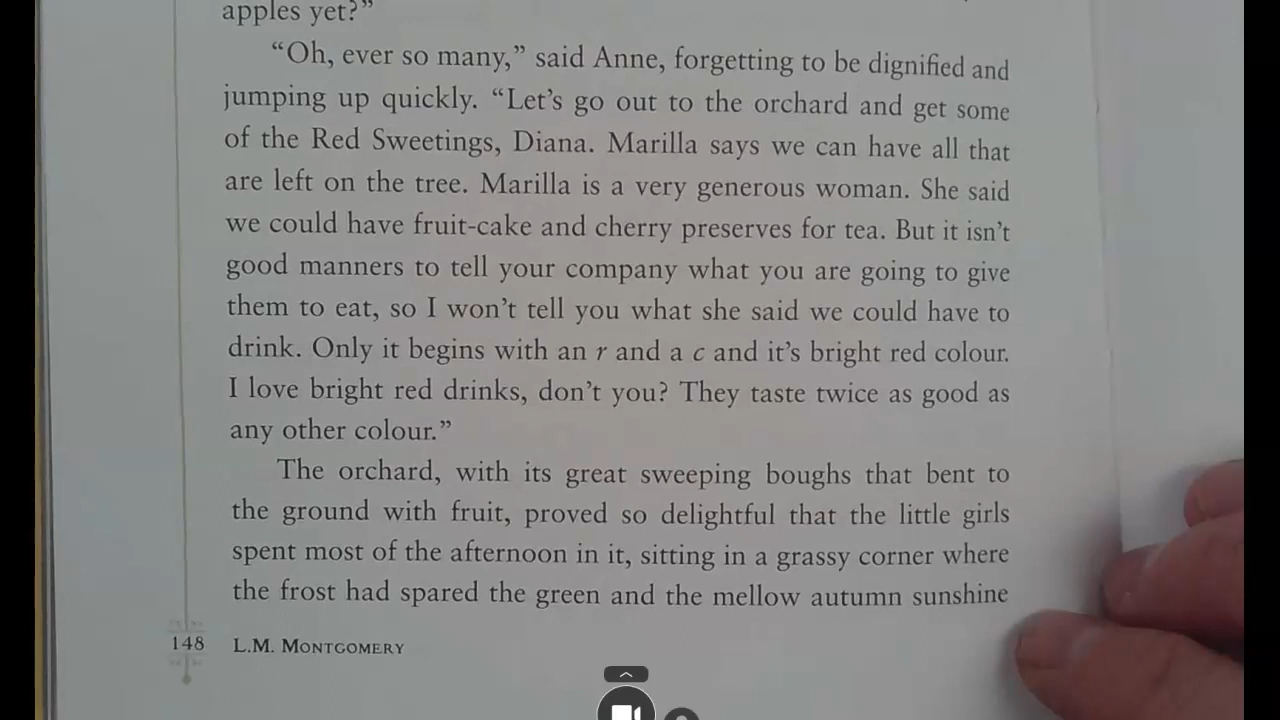 apples yet?”
“Oh, ever so many,” said Anne, forgetting to be dignified and
jumping up quickly. “Let’s go out to the orchard and get some
of the Red Sweetings, Diana. Marilla says we can have all that
are left on the tree. Marilla is a very generous woman. She said
we could have fruit-cake and cherry preserves for tea. But it isn’t
good manners to tell your company what you are going to give
them to eat, so I won’t tell you what she said we could have to
drink. Only it begins with an r and a c and it’s bright red colour.
I love bright red drinks, don’t you? They taste twice as good as
any other colour.”
The orchard, with its great sweeping boughs that bent to
the ground with fruit, proved so delightful that the little girls
spent most of the afternoon in it, sitting in a grassy corner where
the frost had spared the green and the mellow autumn sunshine
148 L.M. MONTGOMERY